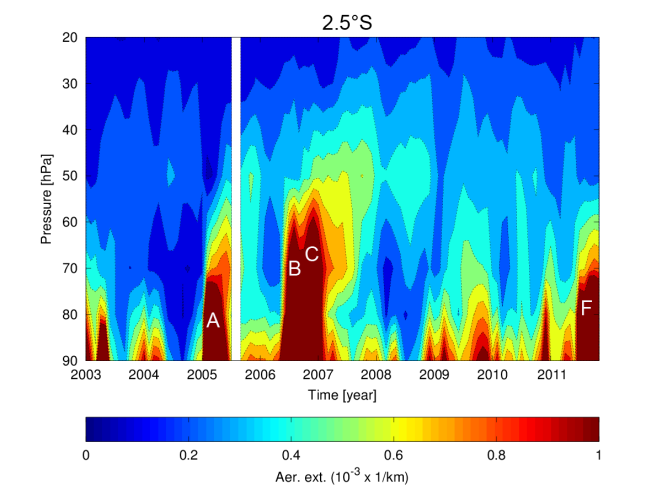 2.5°S
20
30
40
50
60
70
80
90
Pressure [hPa]
A
B
C
F
2003 2004 2005 2006 2007 2008 2009 2010 2011
Time [year]
0 0.2 0.4 0.6 0.8 1
Aer. ext. (10⁻³ x 1/km)